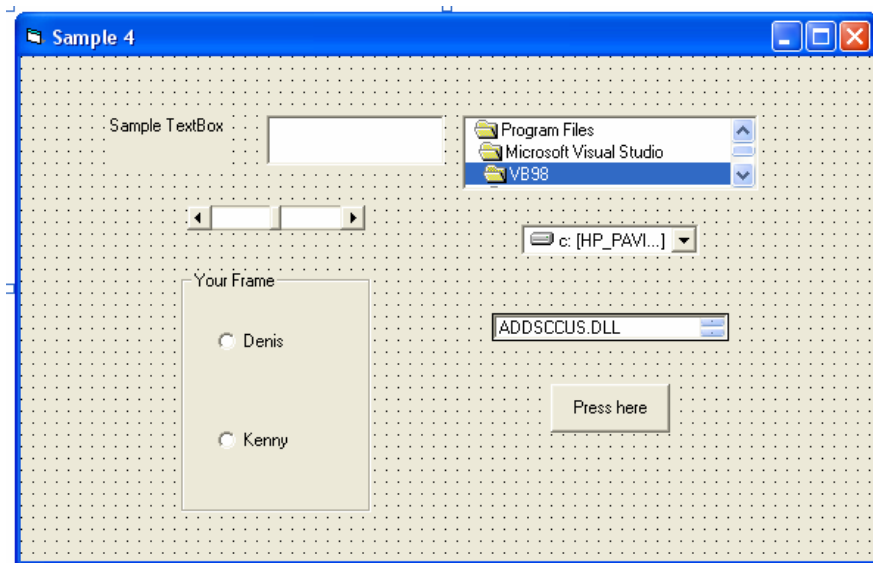 Sample 4
Sample TextBox
Program Files
Microsoft Visual Studio
VB98
c: [HP_PAVI...]
Your Frame
Denis
ADDSCCUS.DLL
Press here
Kenny